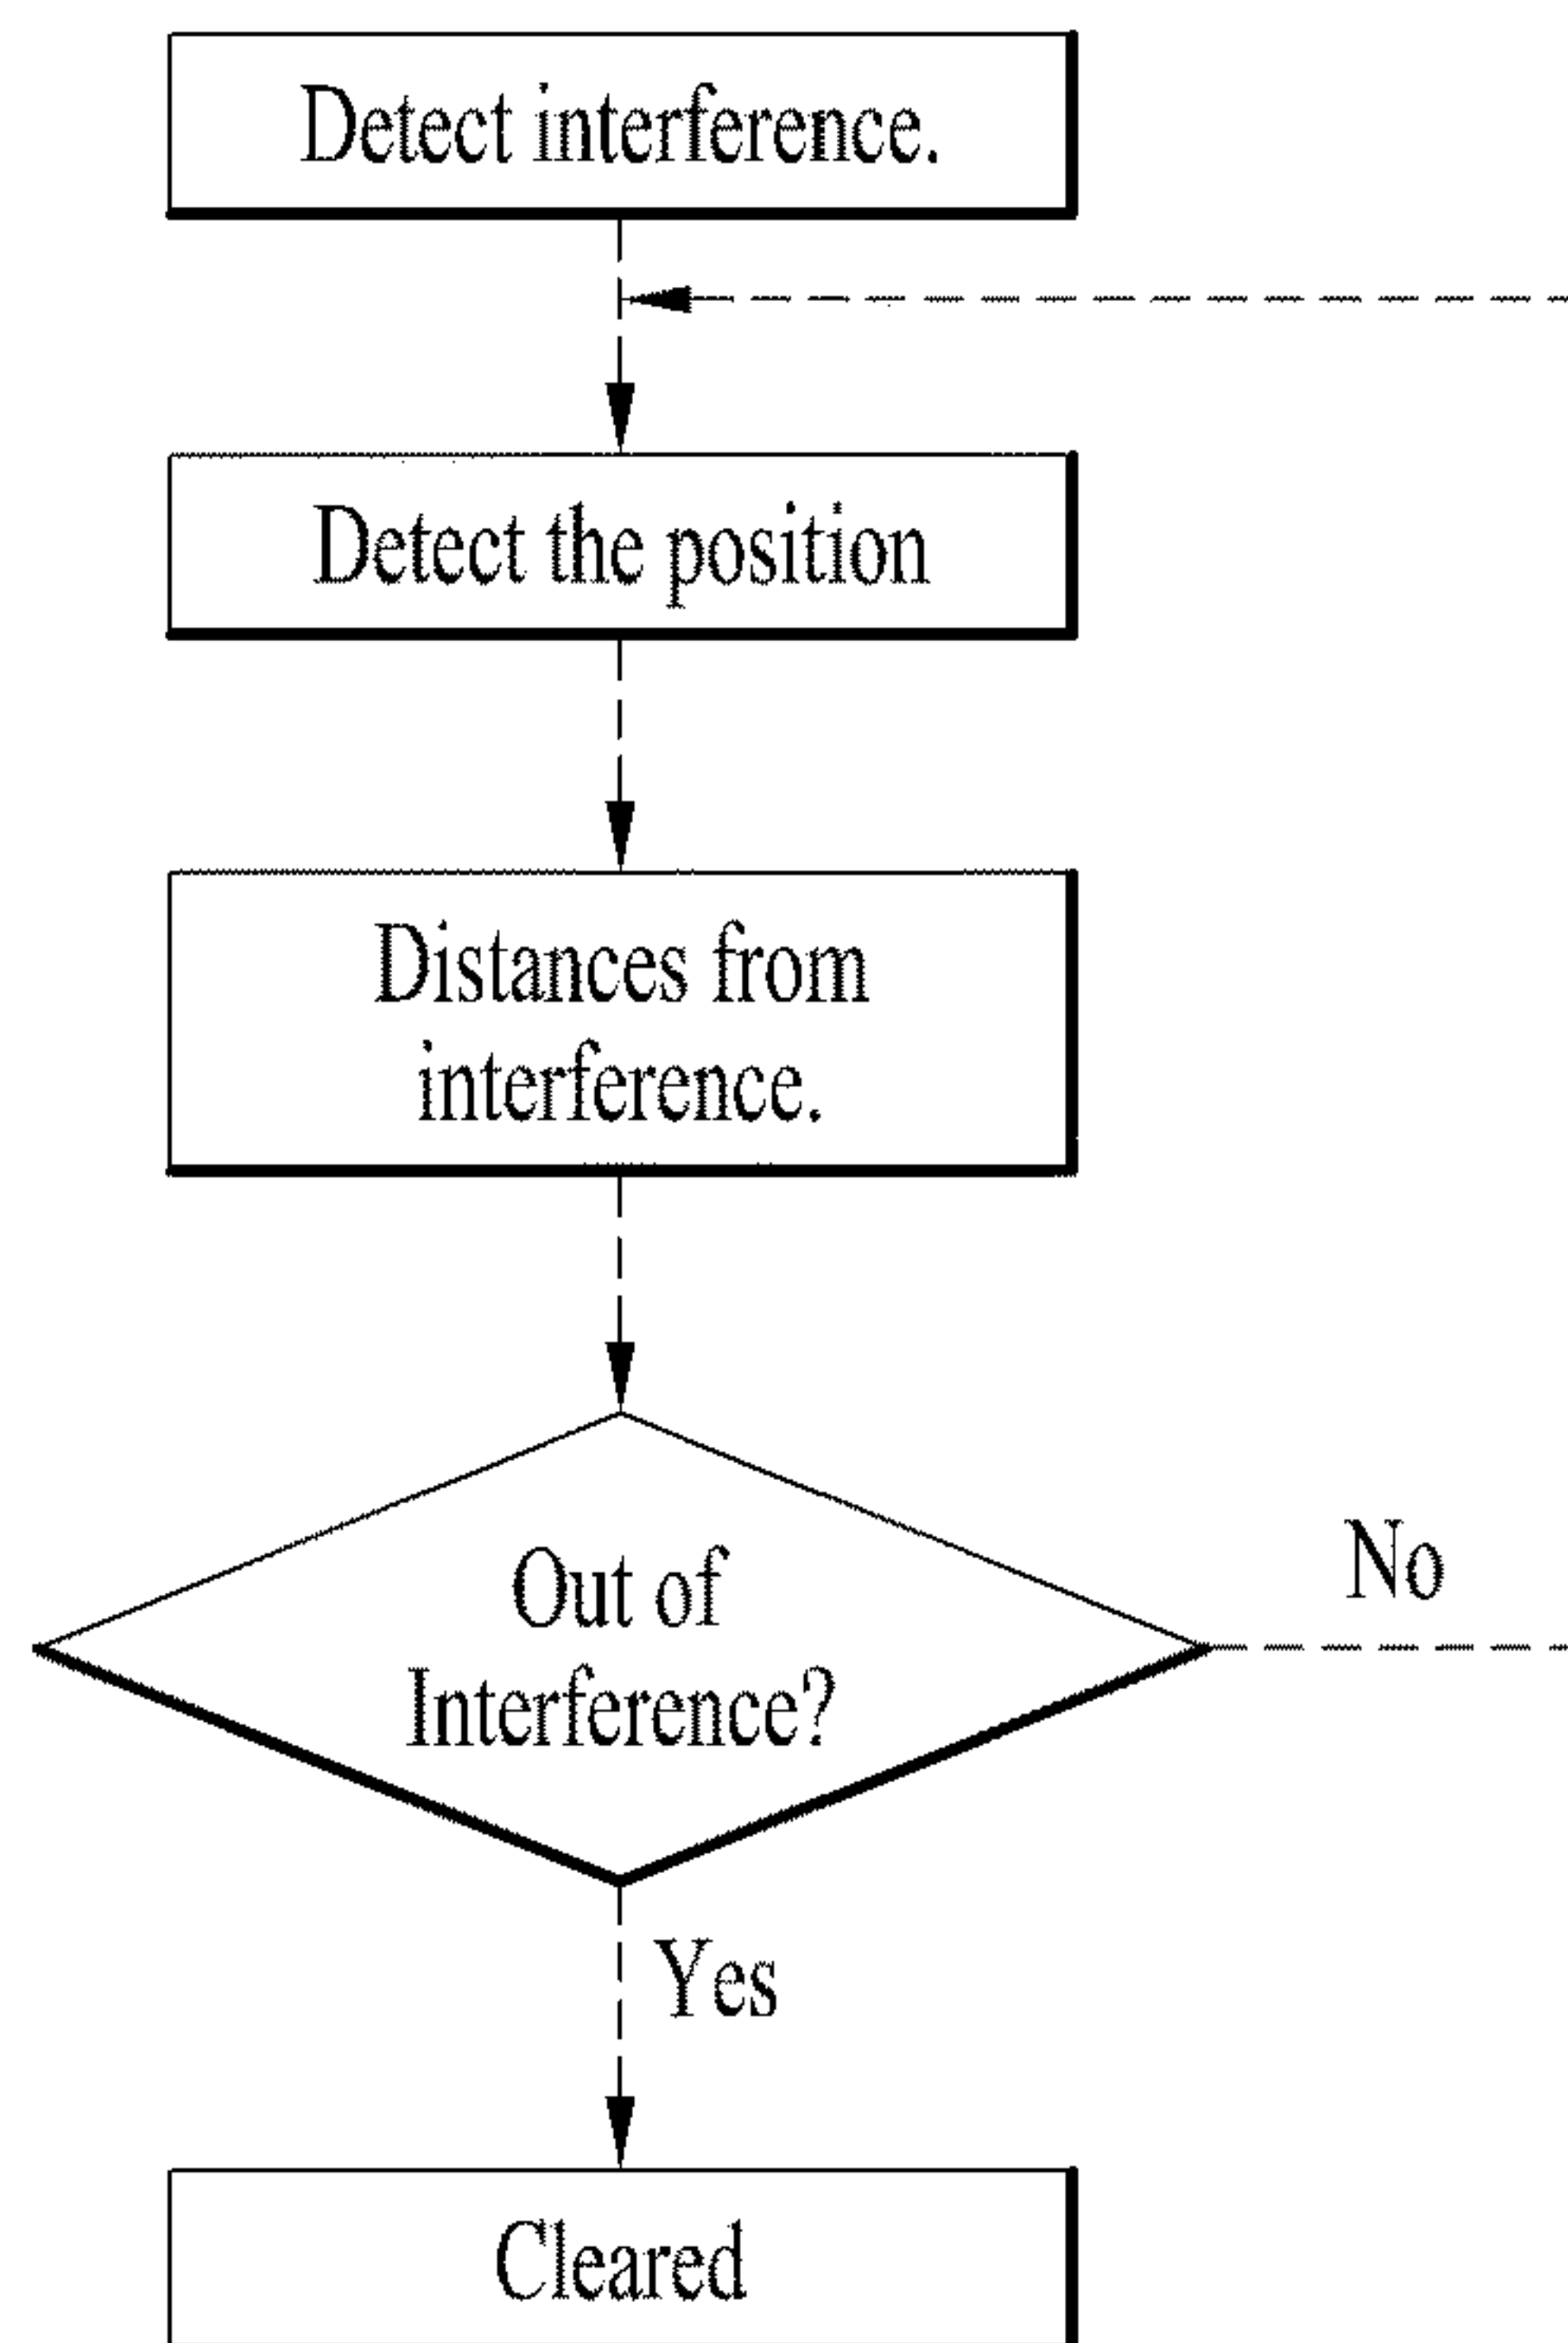 Detect interference.
Detect the position
Distances from
interference.
Out of
Interference?
No
Yes
Cleared